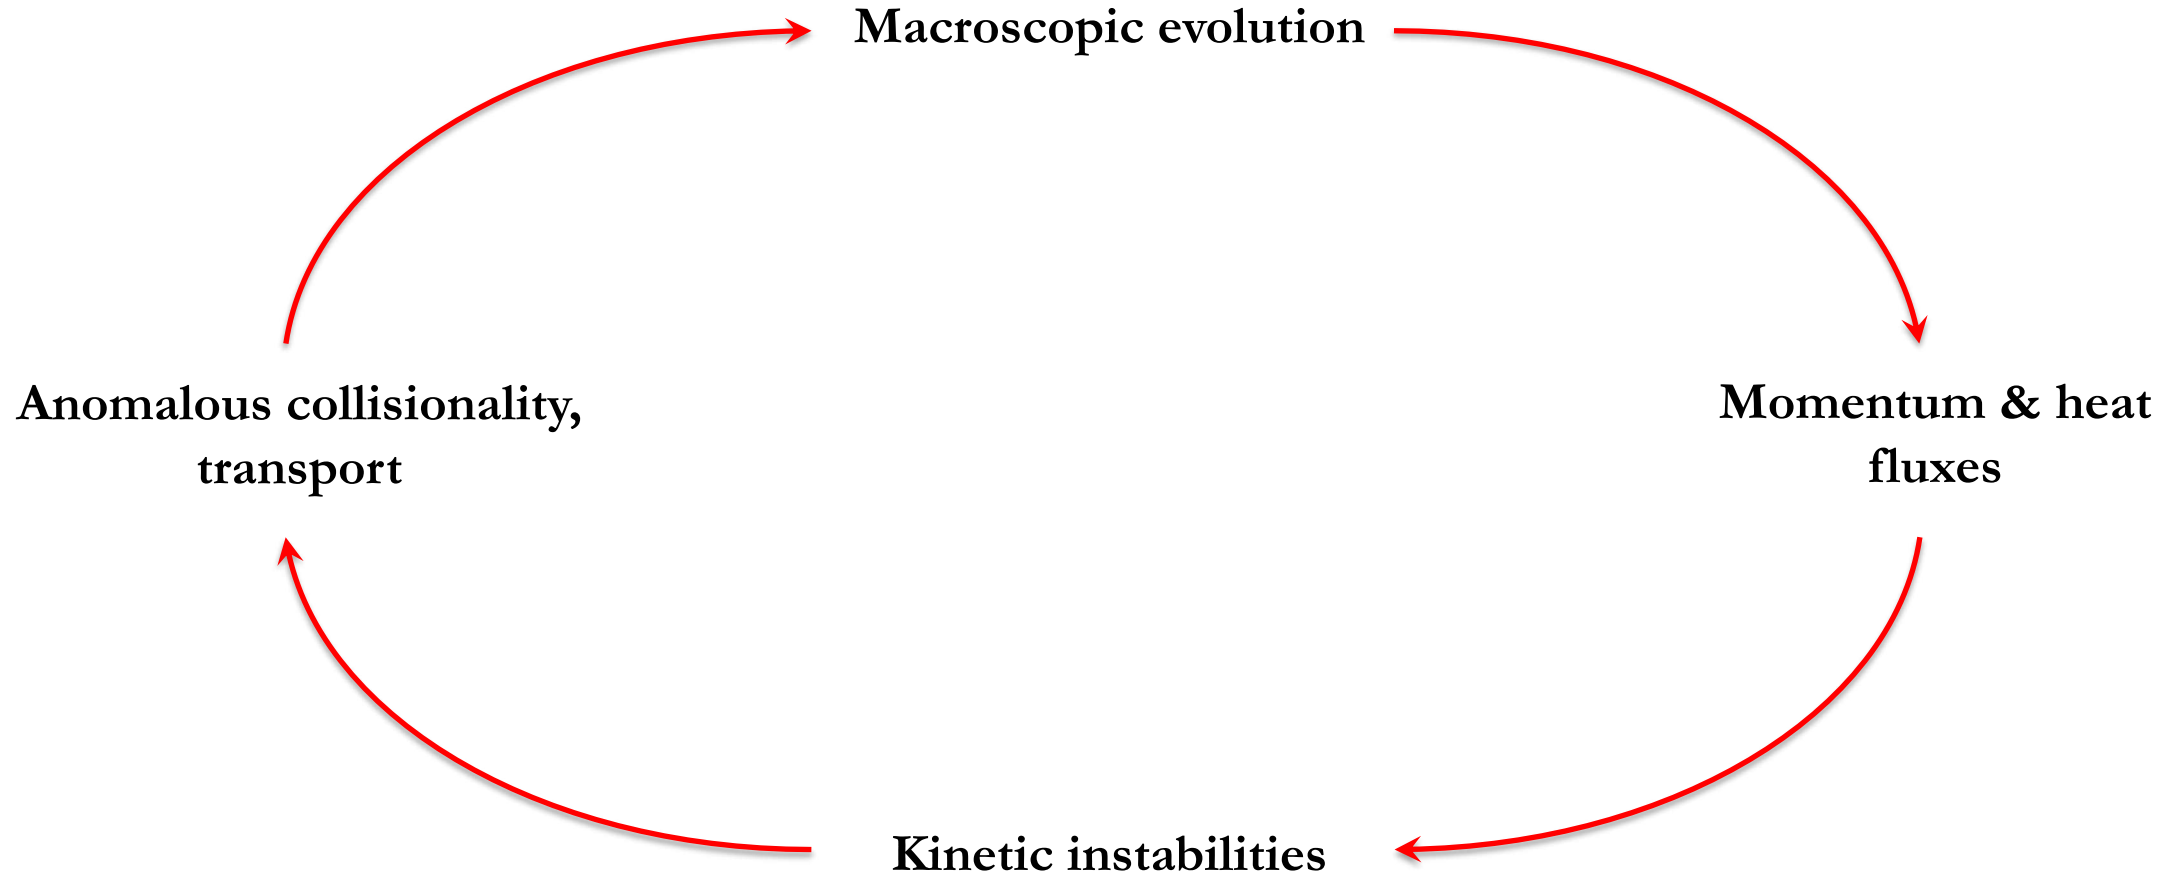 Macroscopic evolution
Anomalous collisionality,
transport
Momentum & heat
fluxes
Kinetic instabilities